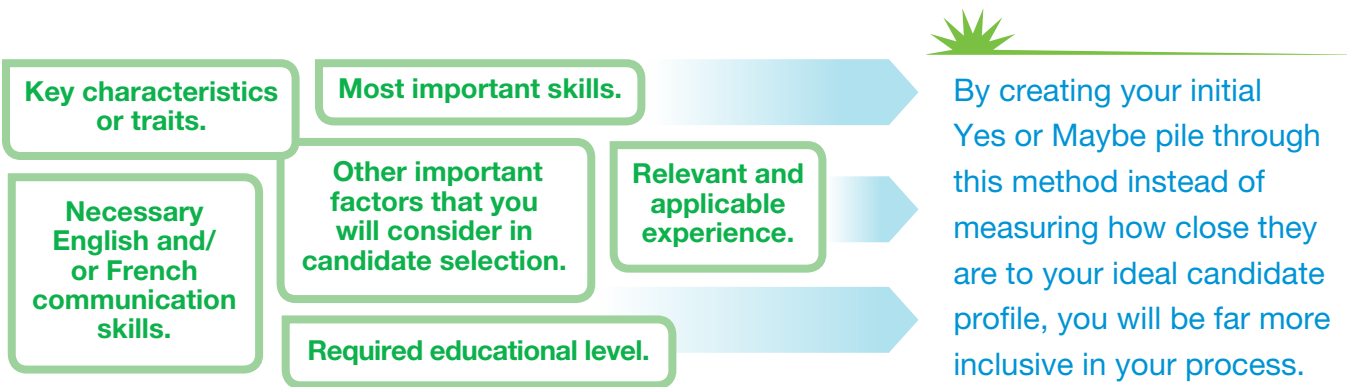 Key characteristics
or traits.
Most important skills.
Necessary
English and/
or French
communication
skills.
Other important
factors that you
will consider in
candidate selection.
Relevant and
applicable
experience.
Required educational level.
By creating your initial
Yes or Maybe pile through
this method instead of
measuring how close they
are to your ideal candidate
profile, you will be far more
inclusive in your process.